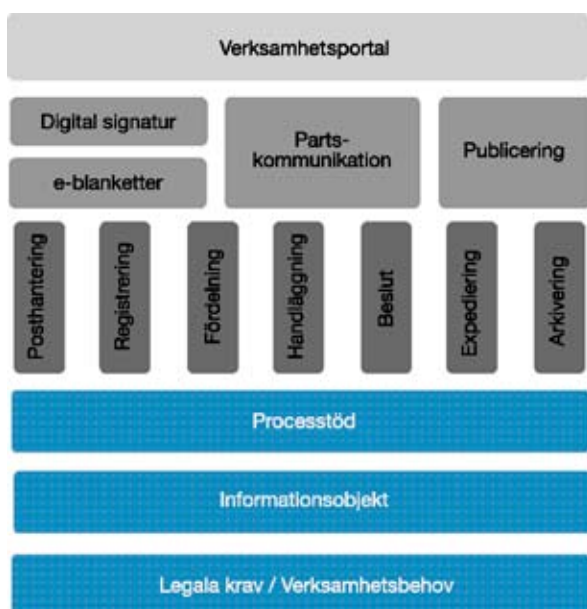 Verksamhetsportal
Digital signatur
e-blanketter
Parts-
kommunikation
Publicering
Posthantering
Registrering
Fördelning
Handläggning
Beslut
Expediering
Arkivering
Processtöd
Informationsobjekt
Legala krav / Verksamhetsbehov